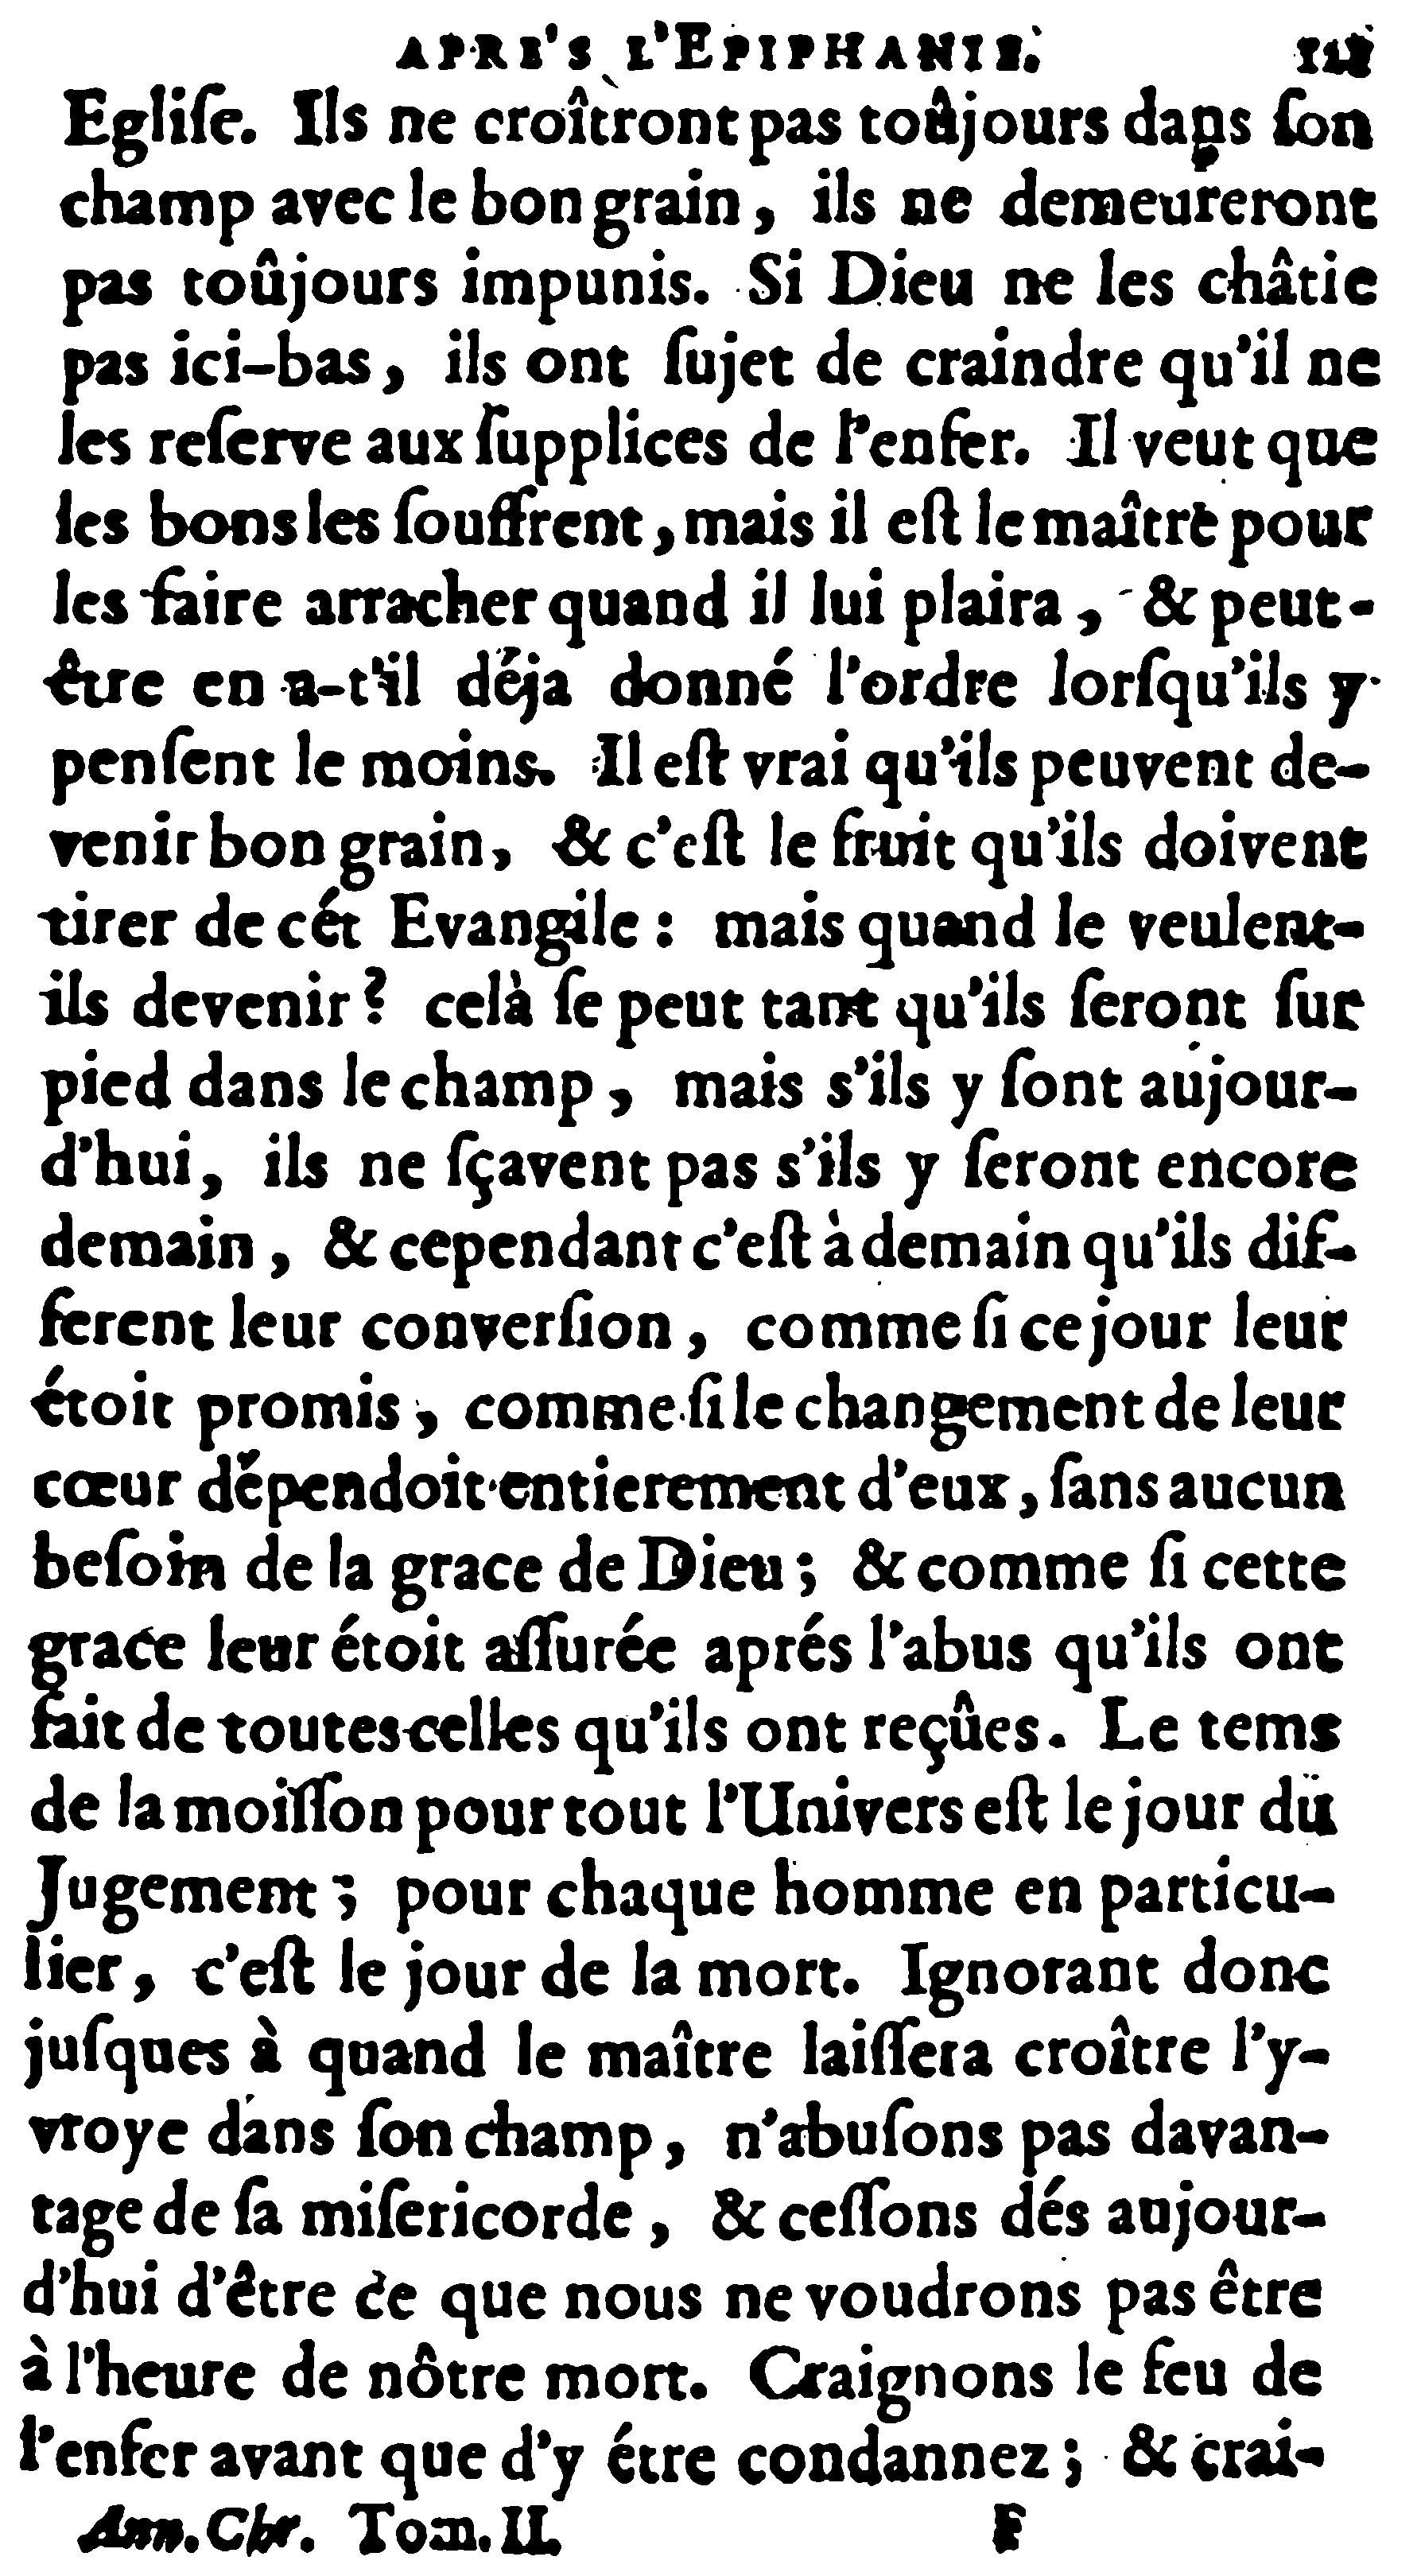 APRE'S L'EPIPHANIE.
Egliſe. Ils ne croîtront pas toûjours dans ſon
champ avec le bon grain, ils ne demeureront
pas toûjours impunis. Si Dieu ne les châtie
pas ici-bas, ils ont ſujet de craindre qu'il ne
les reſerve aux ſupplices de l'enfer. Il veut que
les bons les ſouffrent, mais il eſt le maître pour
les faire arracher quand il lui plaira, & peut-
être en a-t'il déja donné l'ordre lorſqu'ils y
penſent le moins. Il eſt vrai qu'ils peuvent de-
venir bon grain, & c'eſt le fruit qu'ils doivent
tirer de cét Evangile: mais quand le veulent-
ils devenir? celà ſe peut tant qu'ils ſeront ſur
pied dans le champ, mais s'ils y ſont aujour-
d'hui, ils ne ſçavent pas s'ils y ſeront encore
demain, & cependant c'eſt à demain qu'ils dif-
ferent leur converſion, comme ſi ce jour leur
étoit promis, comme ſi le changement de leur
cœur dépendoit entierement d'eux, ſans aucun
beſoin de la grace de Dieu; & comme ſi cette
grace leur étoit aſſurée aprés l'abus qu'ils ont
fait de toutes celles qu'ils ont reçûes. Le tems
de la moiſſon pour tout l'Univers eſt le jour du
Jugement; pour chaque homme en particu-
lier, c'eſt le jour de la mort. Ignorant donc
juſques à quand le maître laiſſera croître l'y-
vroye dans ſon champ, n'abuſons pas davan-
tage de ſa miſericorde, & ceſſons dés aujour-
d'hui d'être ce que nous ne voudrons pas être
à l'heure de nôtre mort. Craignons le feu de
l'enfer avant que d'y étre condannez; & crai-
Ann. Chr. Tom. II. F